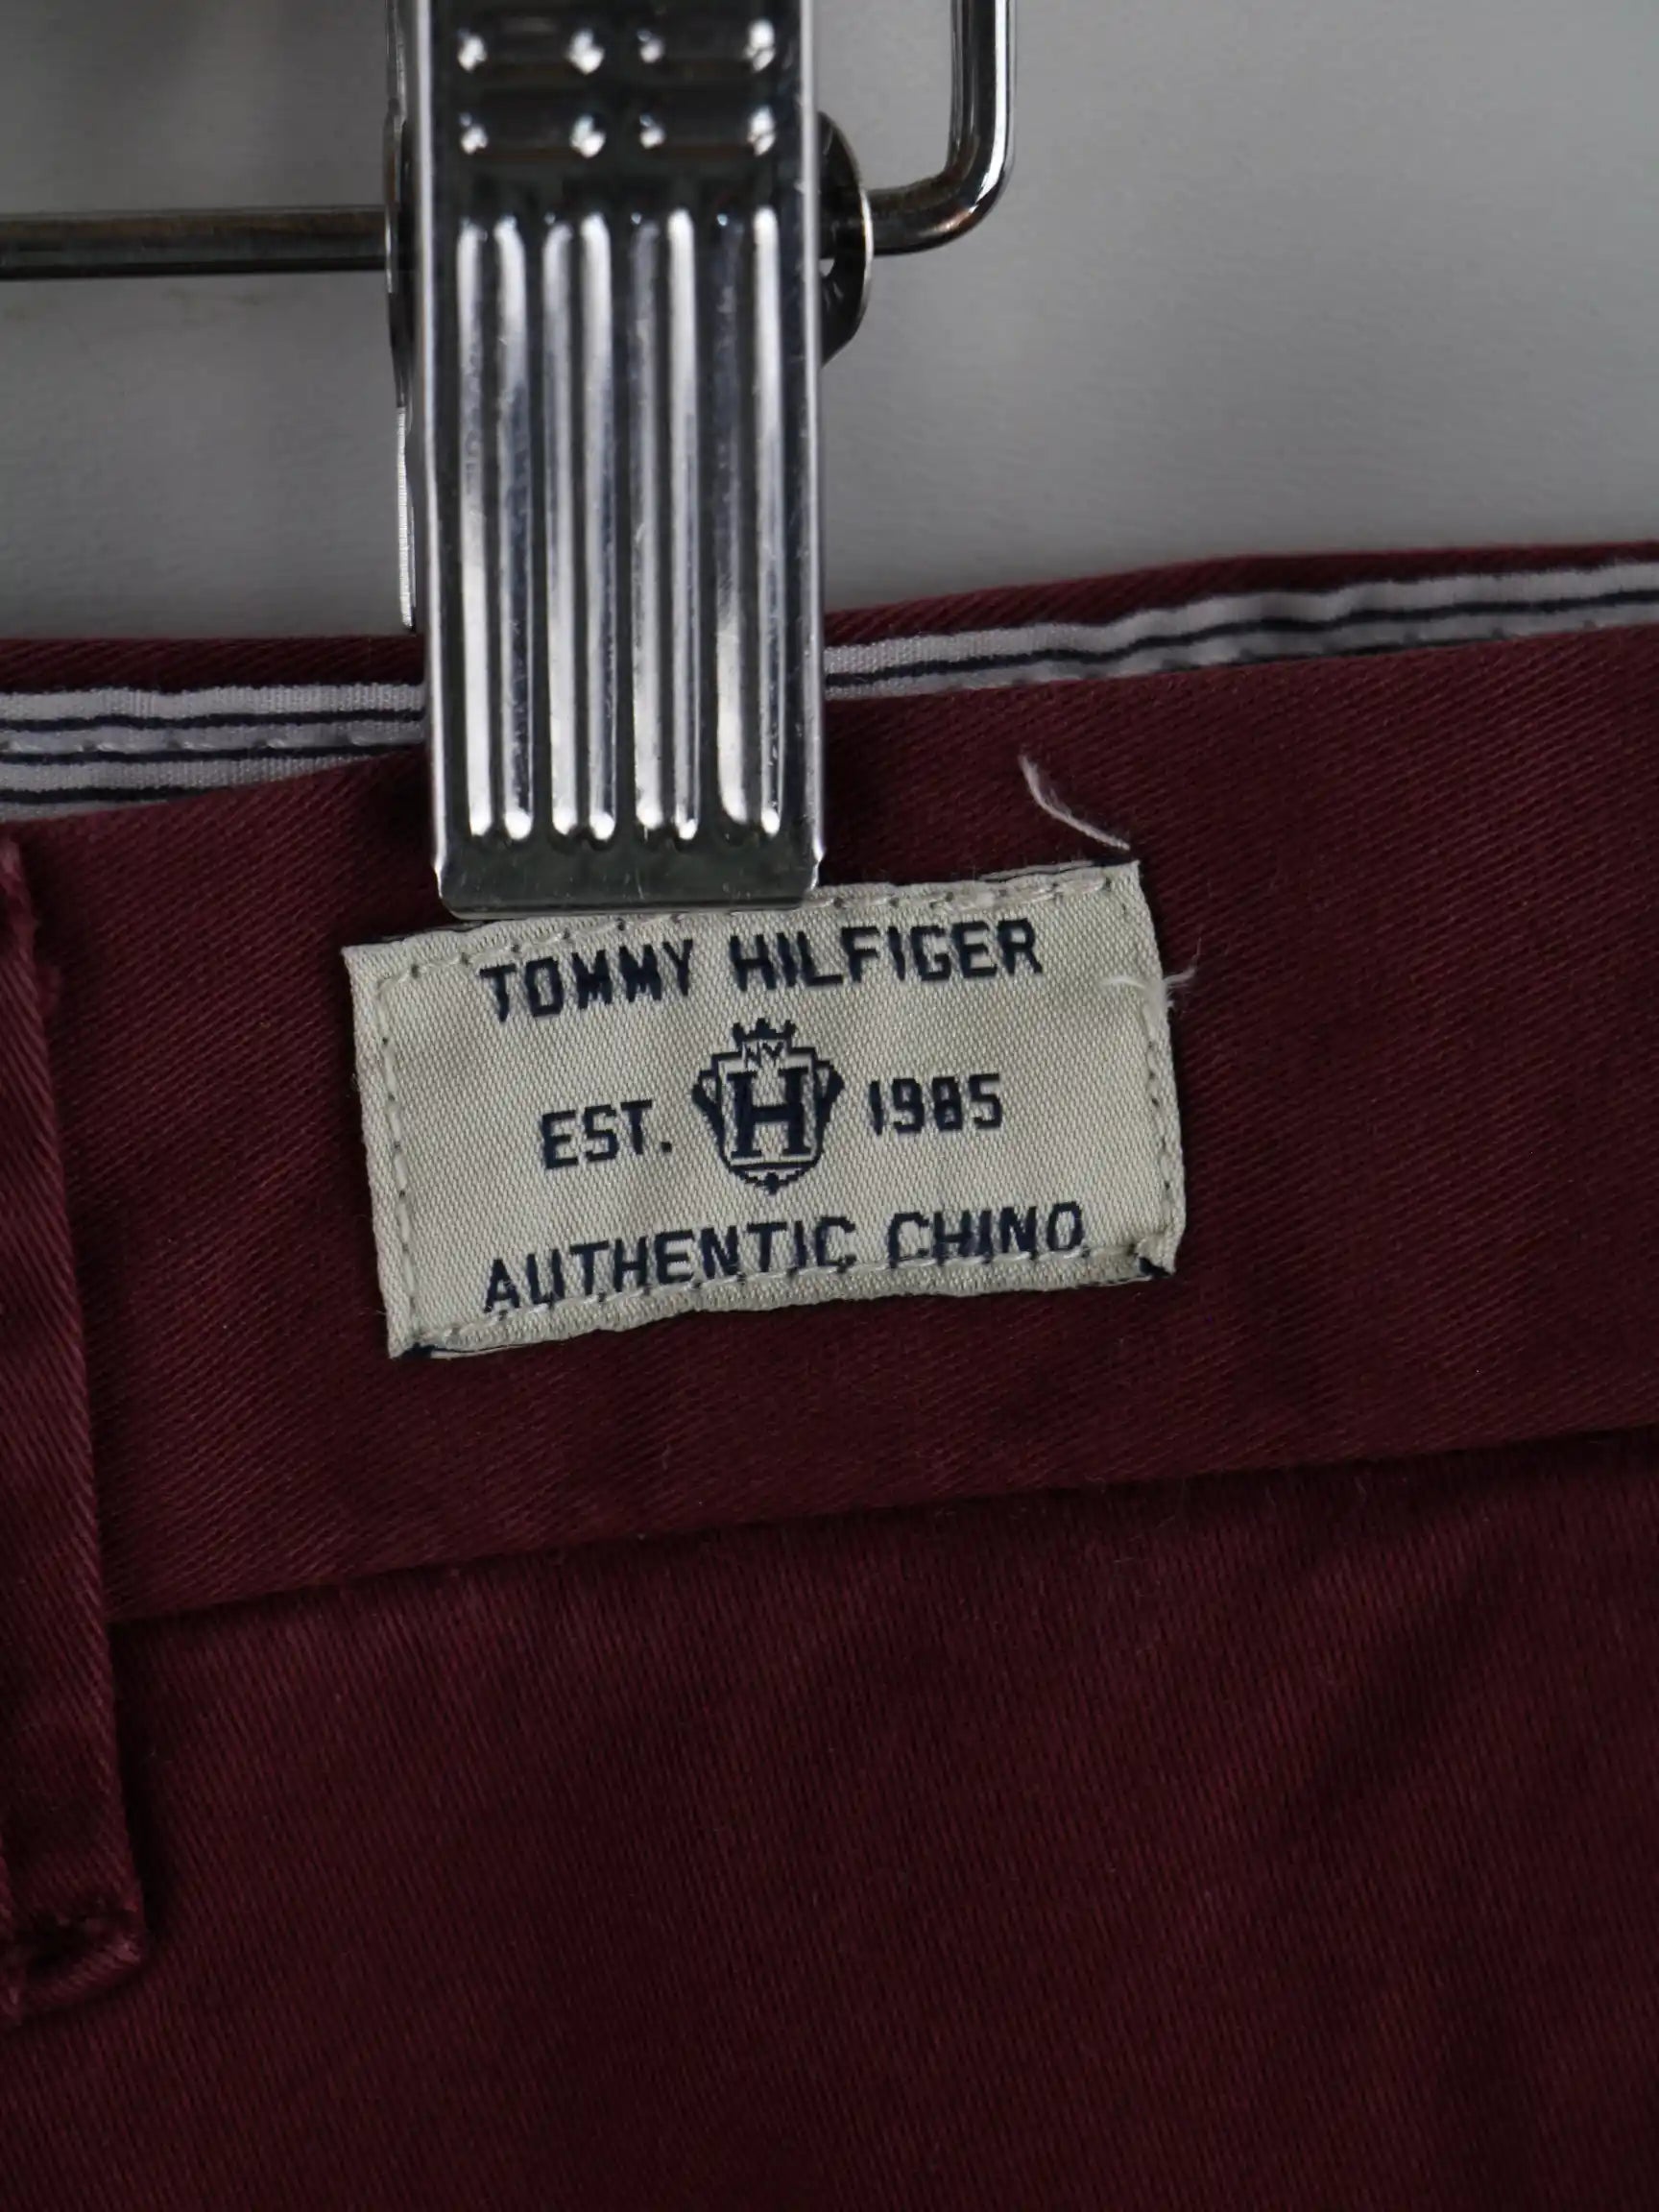 TOMMY HILFIGER
NY
EST. H 1985
AUTHENTIC CHINO